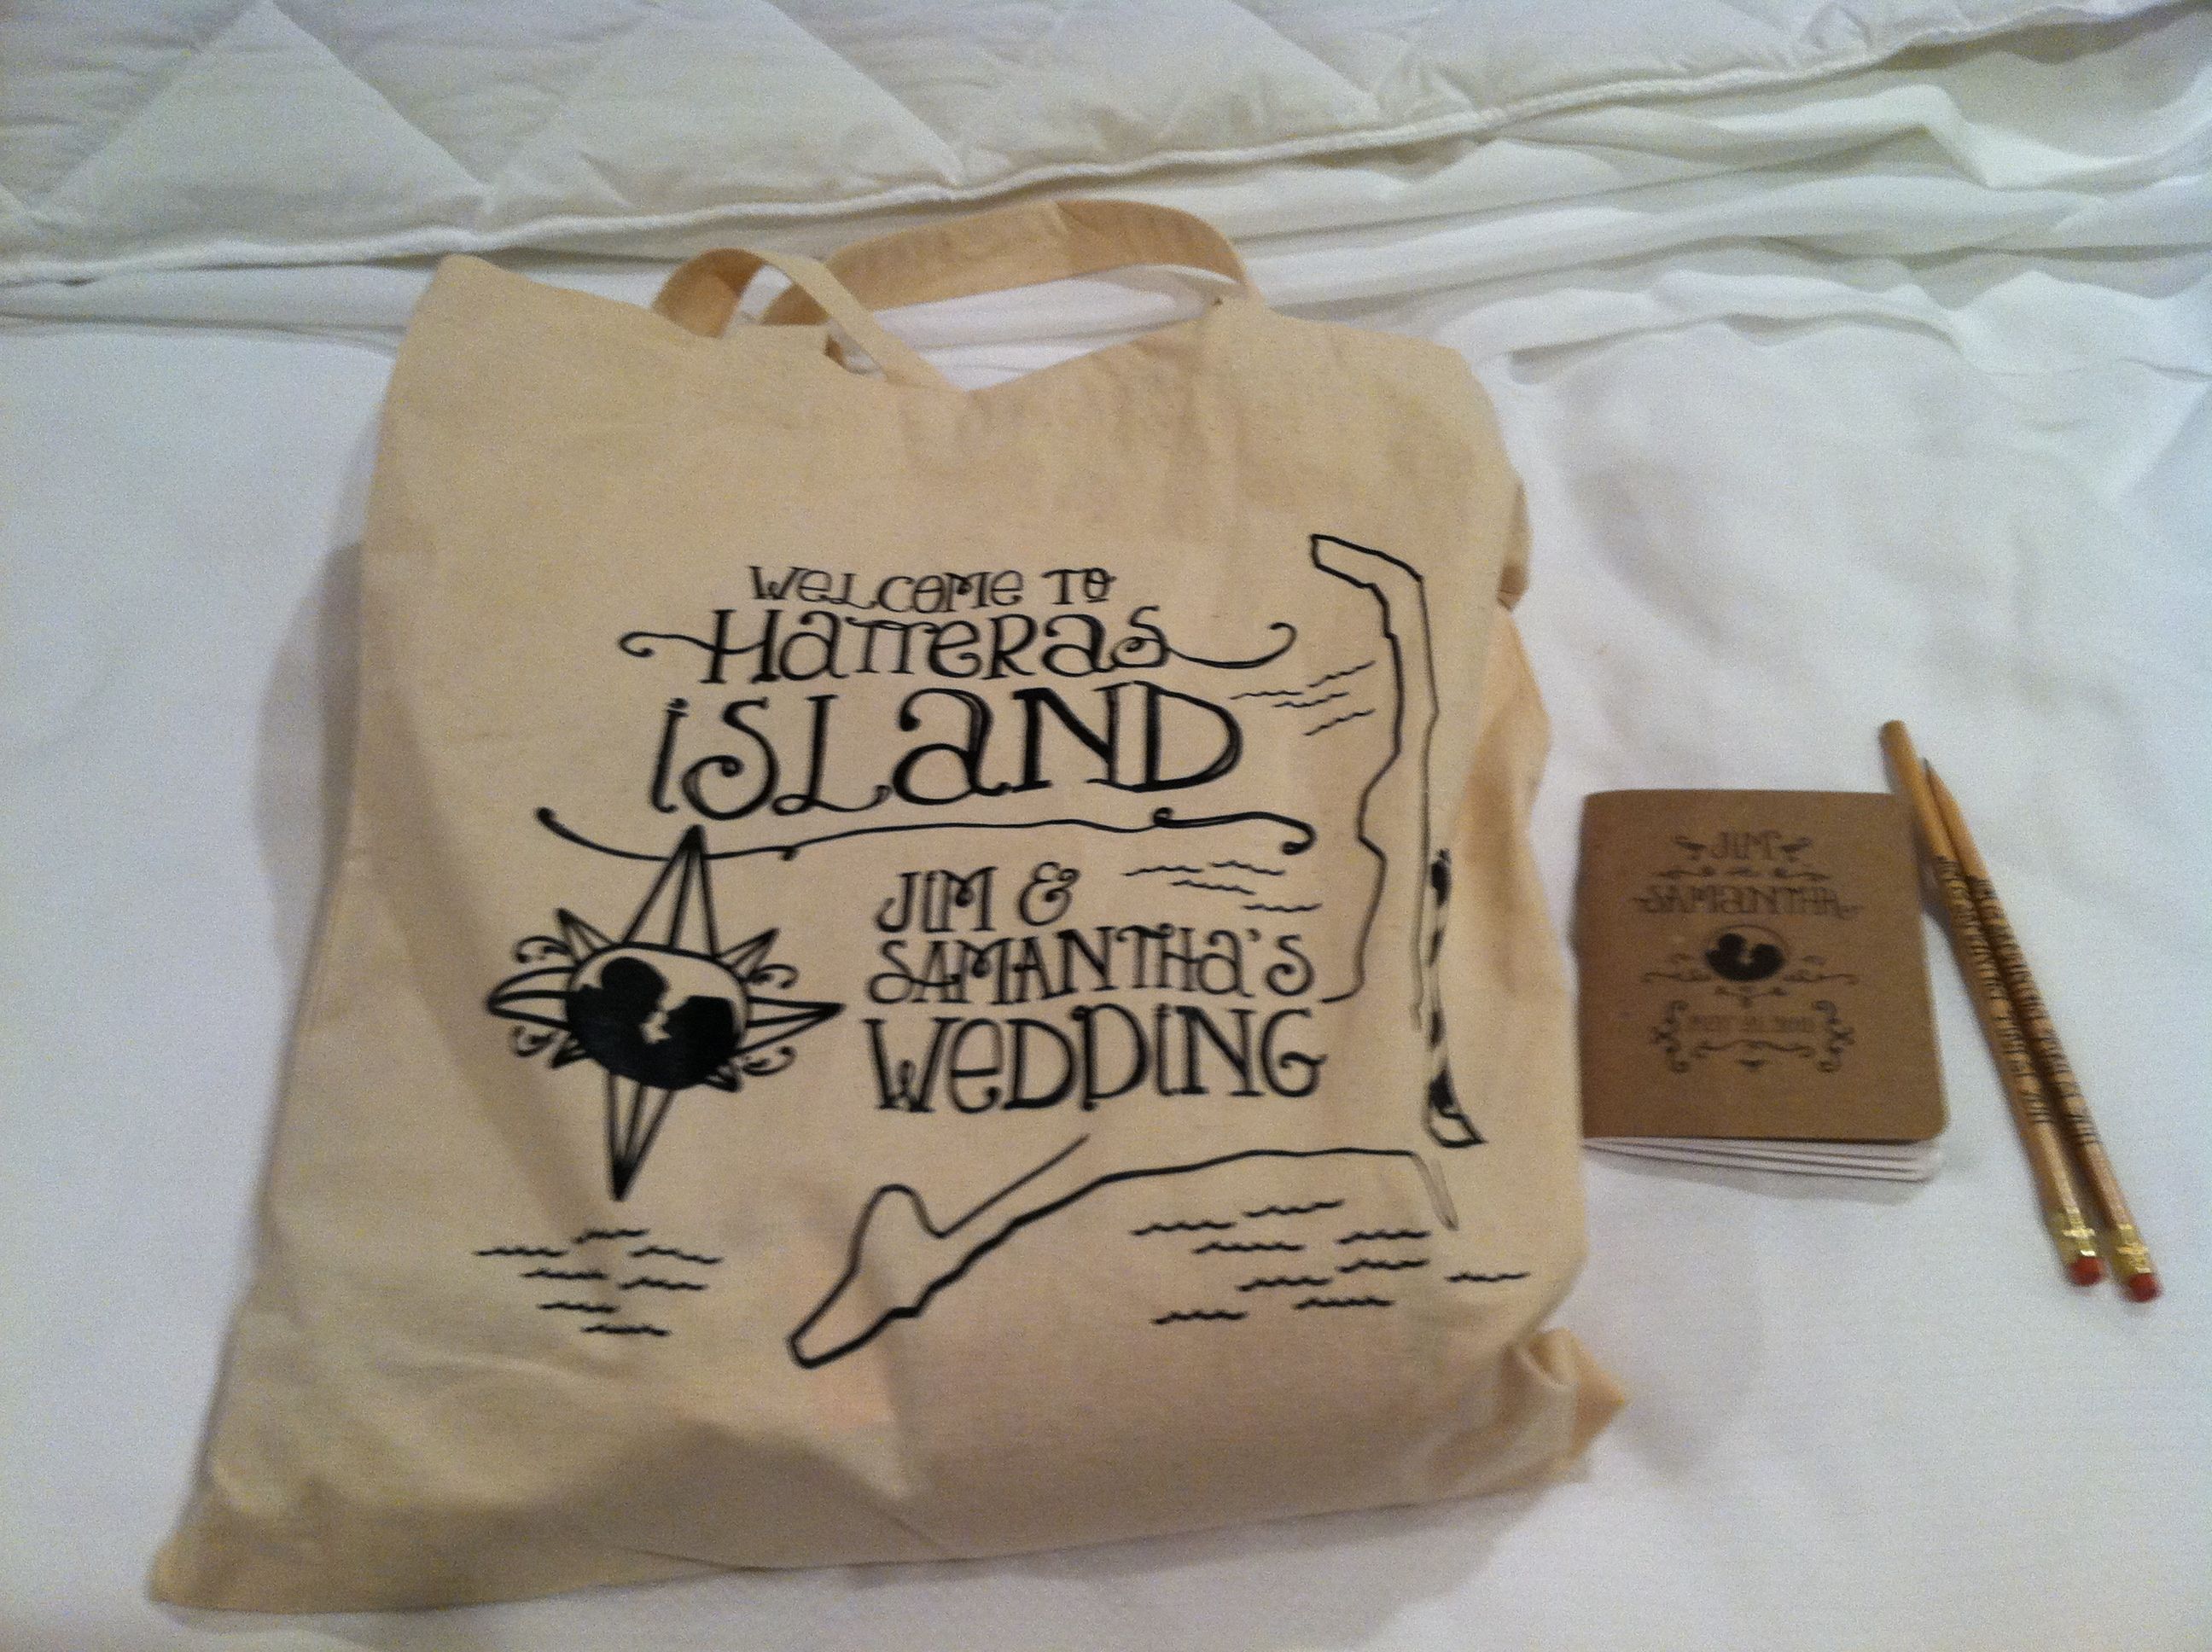 WELCOME TO
HATTERAS
iSLAND
JIM &
SAMANTHA'S
WEDDING
JIM
SAMANTHA